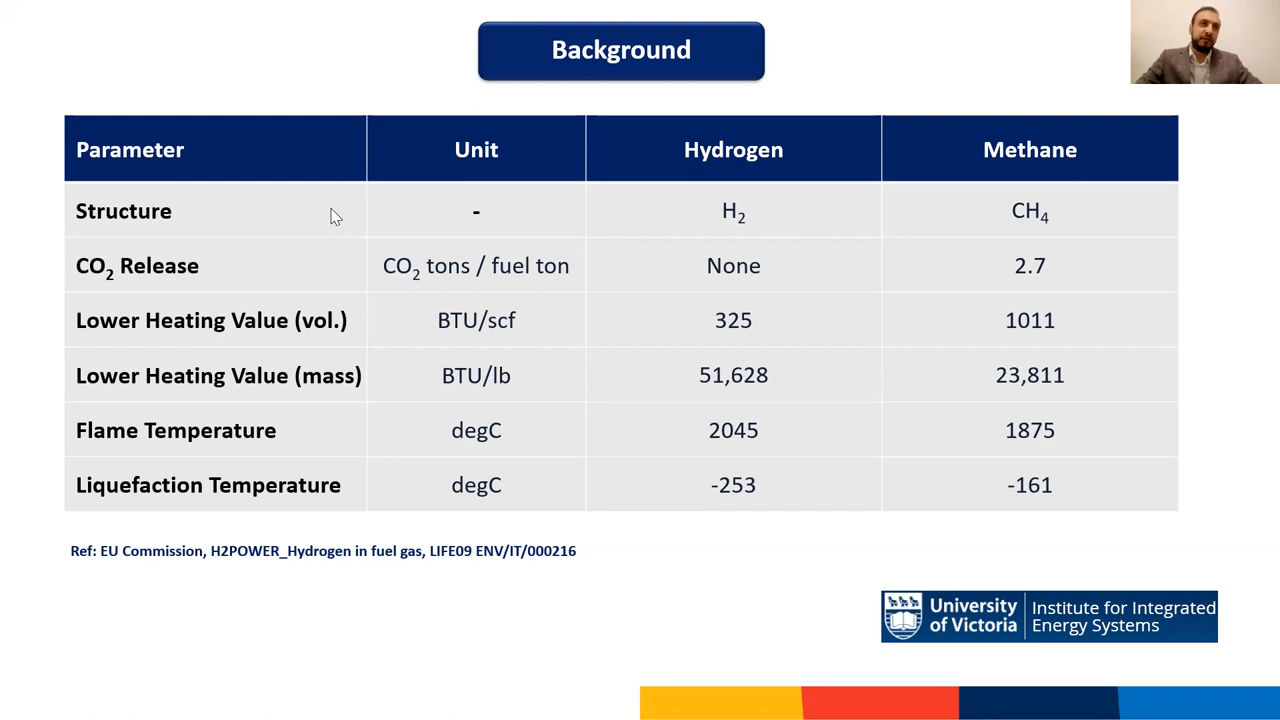 Background
Parameter Unit Hydrogen Methane
Structure - H₂ CH₄
CO₂ Release CO₂ tons / fuel ton None 2.7
Lower Heating Value (vol.) BTU/scf 325 1011
Lower Heating Value (mass) BTU/lb 51,628 23,811
Flame Temperature degC 2045 1875
Liquefaction Temperature degC -253 -161
Ref: EU Commission, H2POWER_Hydrogen in fuel gas, LIFE09 ENV/IT/000216
University of Victoria
Institute for Integrated Energy Systems